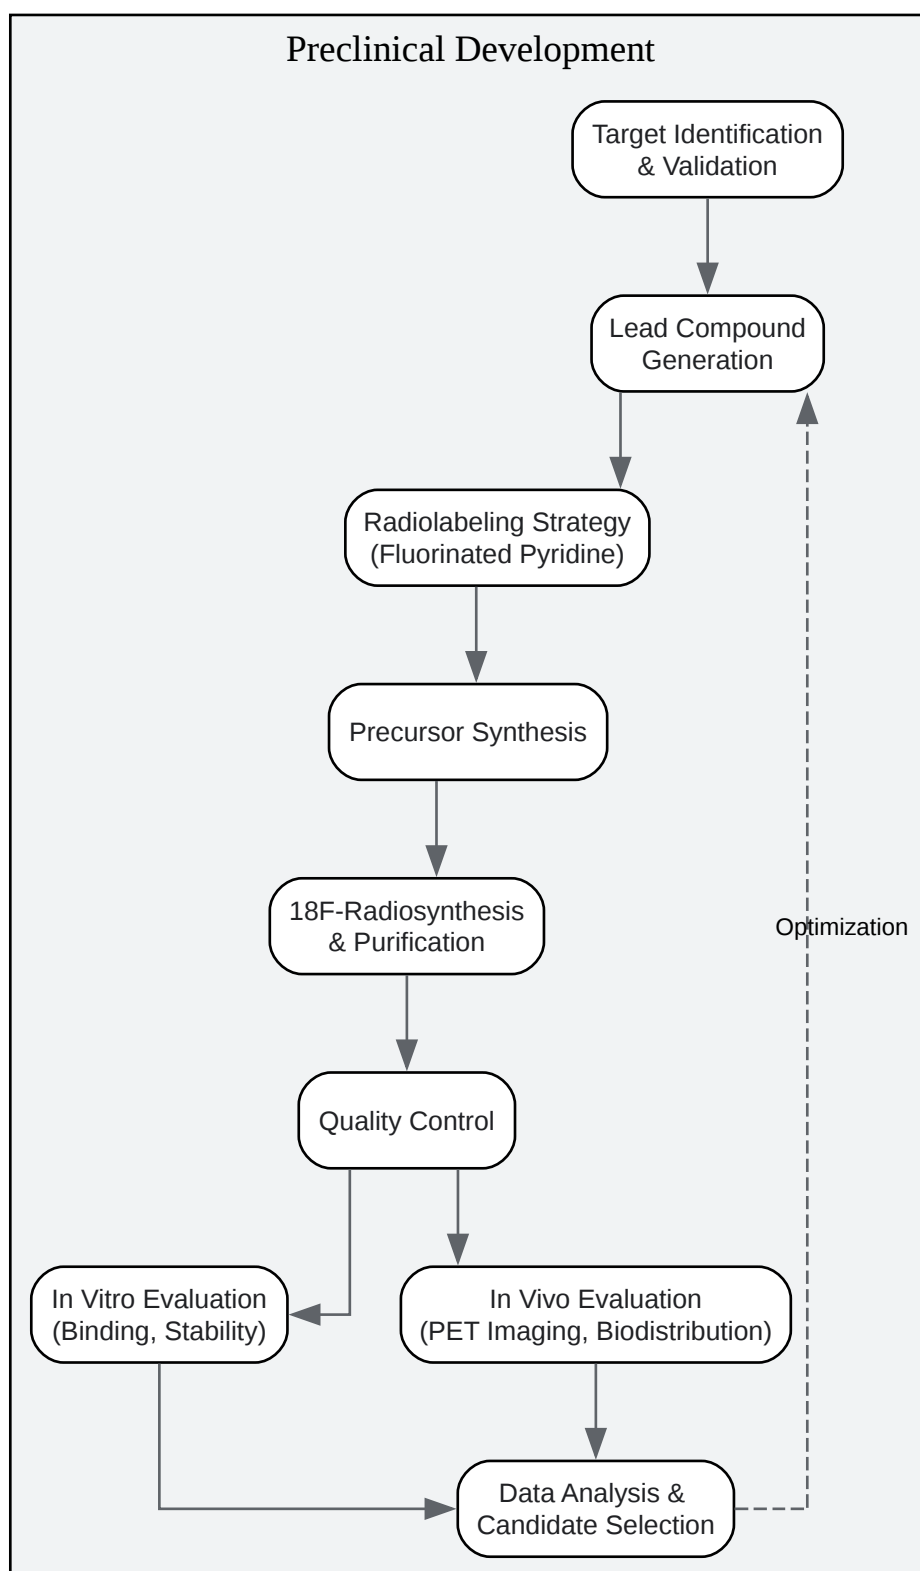 Preclinical Development
Target Identification
& Validation
Lead Compound
Generation
Radiolabeling Strategy
(Fluorinated Pyridine)
Precursor Synthesis
18F-Radiosynthesis
& Purification
Optimization
Quality Control
In Vitro Evaluation
(Binding, Stability)
In Vivo Evaluation
(PET Imaging, Biodistribution)
Data Analysis &
Candidate Selection